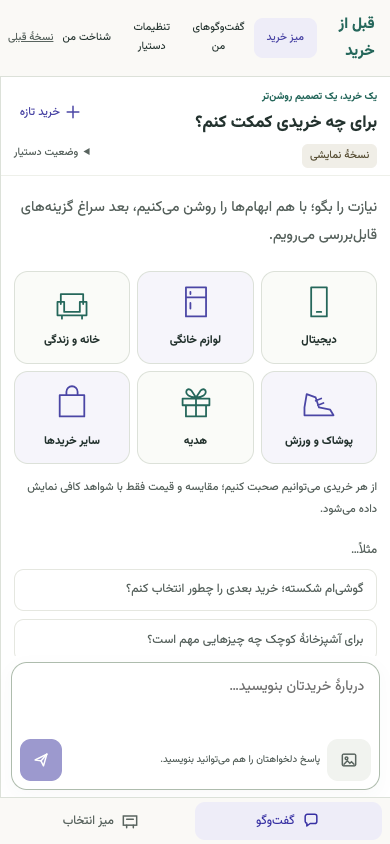 قبل از خرید
میز خرید
گفت‌وگوهای من
تنظیمات دستیار
شناخت من
نسخهٔ قبلی
یک خرید، یک تصمیم روشن‌تر
برای چه خریدی کمکت کنم؟
خرید تازه
نسخهٔ نمایشی
وضعیت دستیار
نیازت را بگو؛ با هم ابهام‌ها را روشن می‌کنیم، بعد سراغ گزینه‌های
قابل‌بررسی می‌رویم.
دیجیتال
لوازم خانگی
خانه و زندگی
پوشاک و ورزش
هدیه
سایر خریدها
از هر خریدی می‌توانیم صحبت کنیم؛ مقایسه و قیمت فقط با شواهد کافی نمایش
داده می‌شود.
مثلاً…
گوشی‌ام شکسته؛ خرید بعدی را چطور انتخاب کنم؟
برای آشپزخانهٔ کوچک چه چیزهایی مهم است؟
دربارهٔ خریدتان بنویسید…
پاسخ دلخواهتان را هم می‌توانید بنویسید.
گفت‌وگو
میز انتخاب